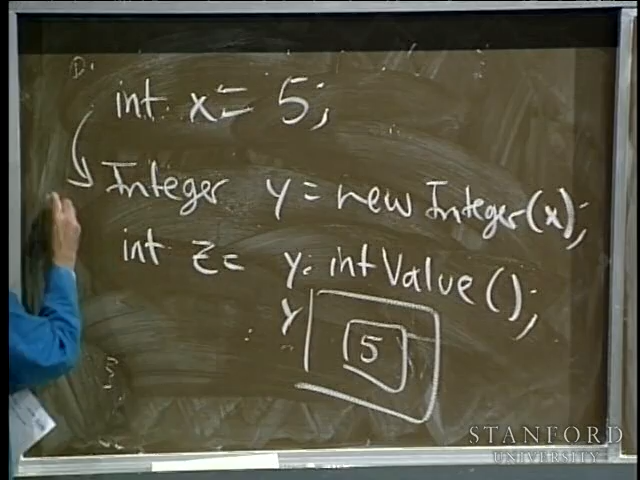 int x = 5;
Integer y = new Integer(x);
int z = y.intValue();
y
5
STANFORD
UNIVERSITY